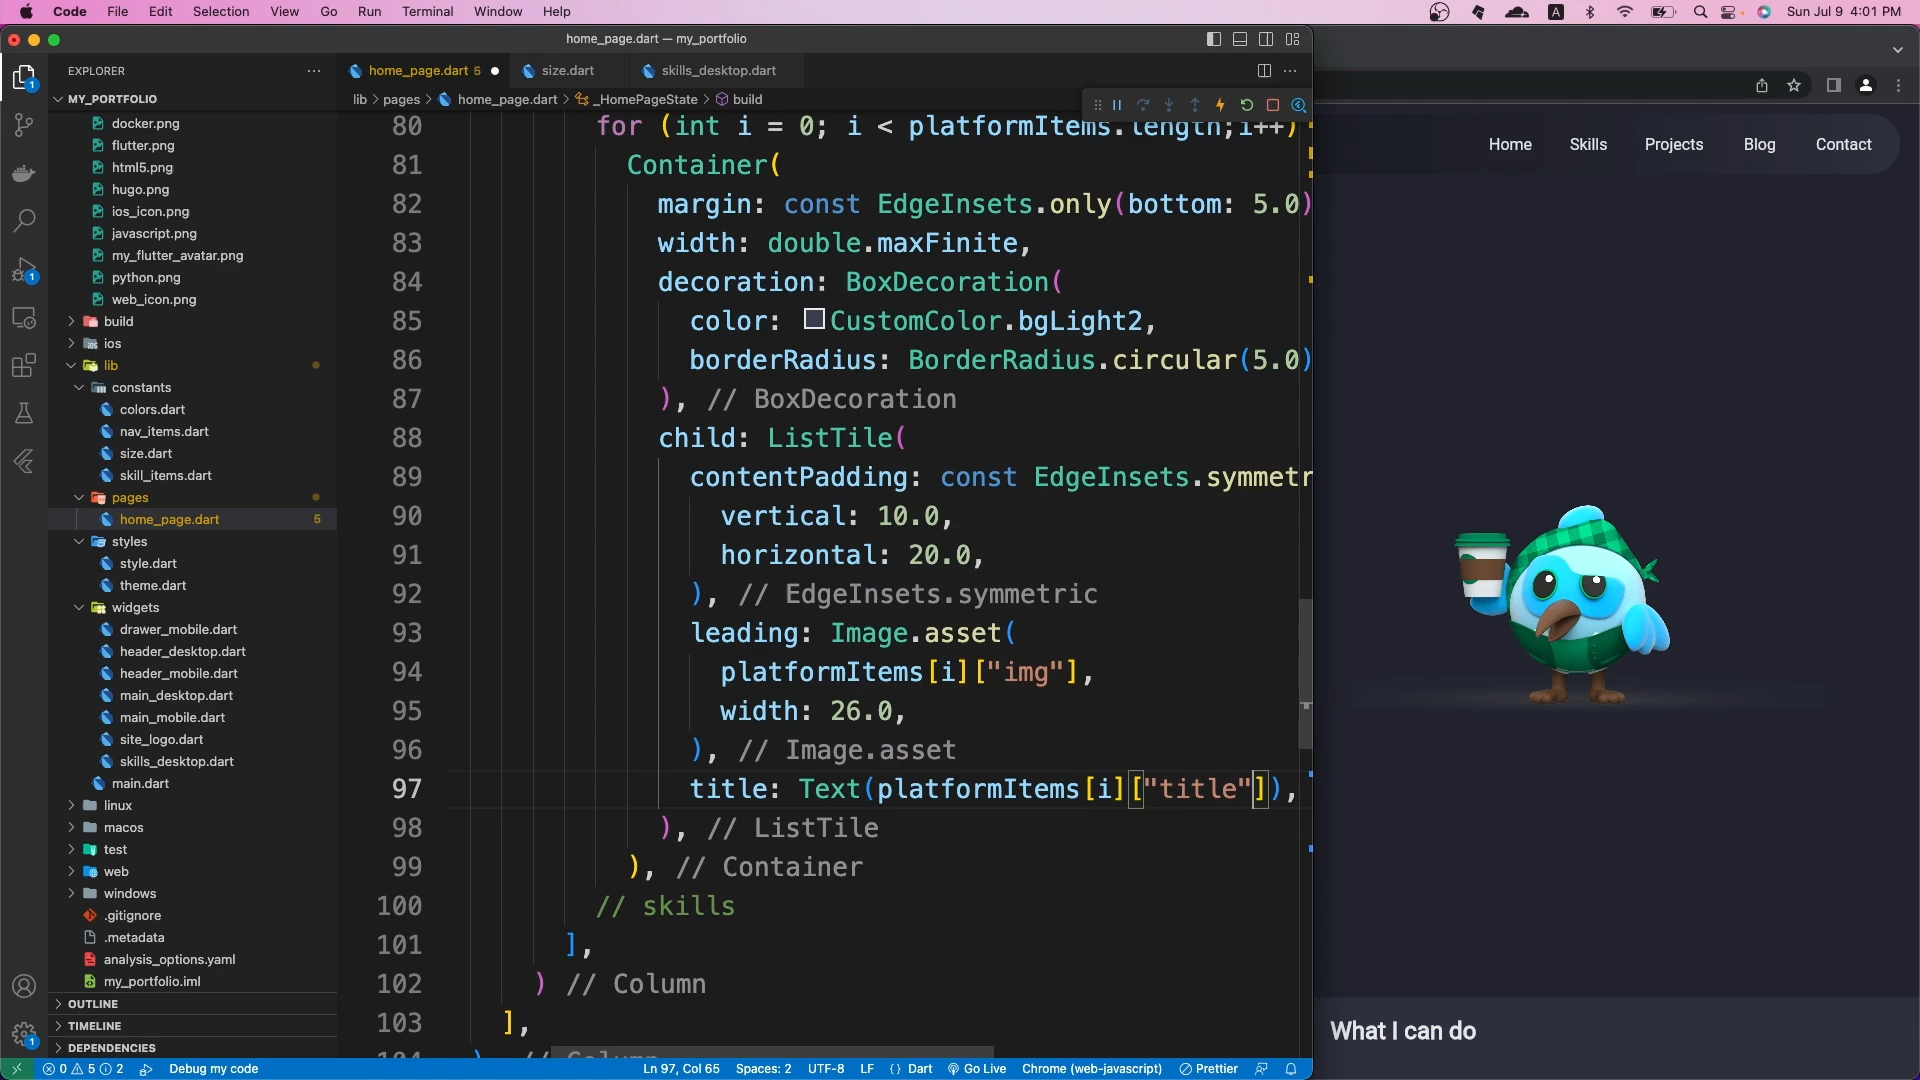 Code File Edit Selection View Go Run Terminal Window Help
A Sun Jul 9 4:01 PM
home_page.dart — my_portfolio
EXPLORER
home_page.dart 5 size.dart skills_desktop.dart
lib > pages > home_page.dart > _HomePageState > build
MY_PORTFOLIO
docker.png
flutter.png
html5.png
hugo.png
ios_icon.png
javascript.png
my_flutter_avatar.png
python.png
web_icon.png
build
ios
lib
constants
colors.dart
nav_items.dart
size.dart
skill_items.dart
pages
home_page.dart 5
styles
style.dart
theme.dart
widgets
drawer_mobile.dart
header_desktop.dart
header_mobile.dart
main_desktop.dart
main_mobile.dart
site_logo.dart
skills_desktop.dart
main.dart
linux
macos
test
web
windows
.gitignore
.metadata
analysis_options.yaml
my_portfolio.iml
OUTLINE
TIMELINE
DEPENDENCIES
1
1
1
80 for (int i = 0; i < platformItems.length;i++)
81 Container(
82 margin: const EdgeInsets.only(bottom: 5.0)
83 width: double.maxFinite,
84 decoration: BoxDecoration(
85 color: CustomColor.bgLight2,
86 borderRadius: BorderRadius.circular(5.0)
87 ), // BoxDecoration
88 child: ListTile(
89 contentPadding: const EdgeInsets.symmetr
90 vertical: 10.0,
91 horizontal: 20.0,
92 ), // EdgeInsets.symmetric
93 leading: Image.asset(
94 platformItems[i]["img"],
95 width: 26.0,
96 ), // Image.asset
97 title: Text(platformItems[i]["title"]),
98 ), // ListTile
99 ), // Container
100 // skills
101 ],
102 ) // Column
103 ],
104 ), // Column
Home Skills Projects Blog Contact
What I can do
0 5 2 Debug my code Ln 97, Col 65 Spaces: 2 UTF-8 LF {} Dart Go Live Chrome (web-javascript) Prettier